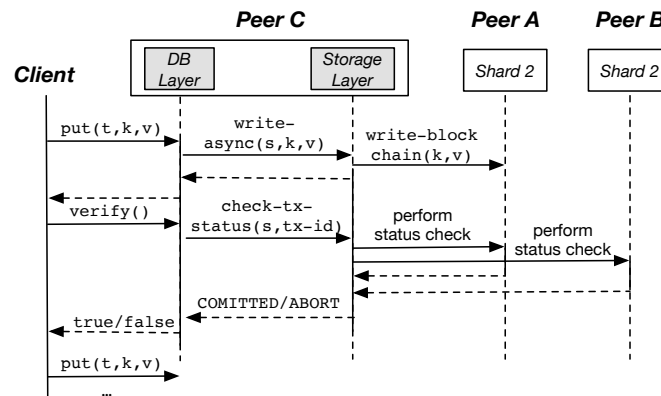 Peer C
Peer A
Peer B
Client
DB
Layer
Storage
Layer
Shard 2
Shard 2
put(t,k,v)
write-
async(s,k,v)
write-block
chain(k,v)
verify()
check-tx-
status(s,tx-id)
perform
status check
perform
status check
COMITTED/ABORT
true/false
put(t,k,v)
…